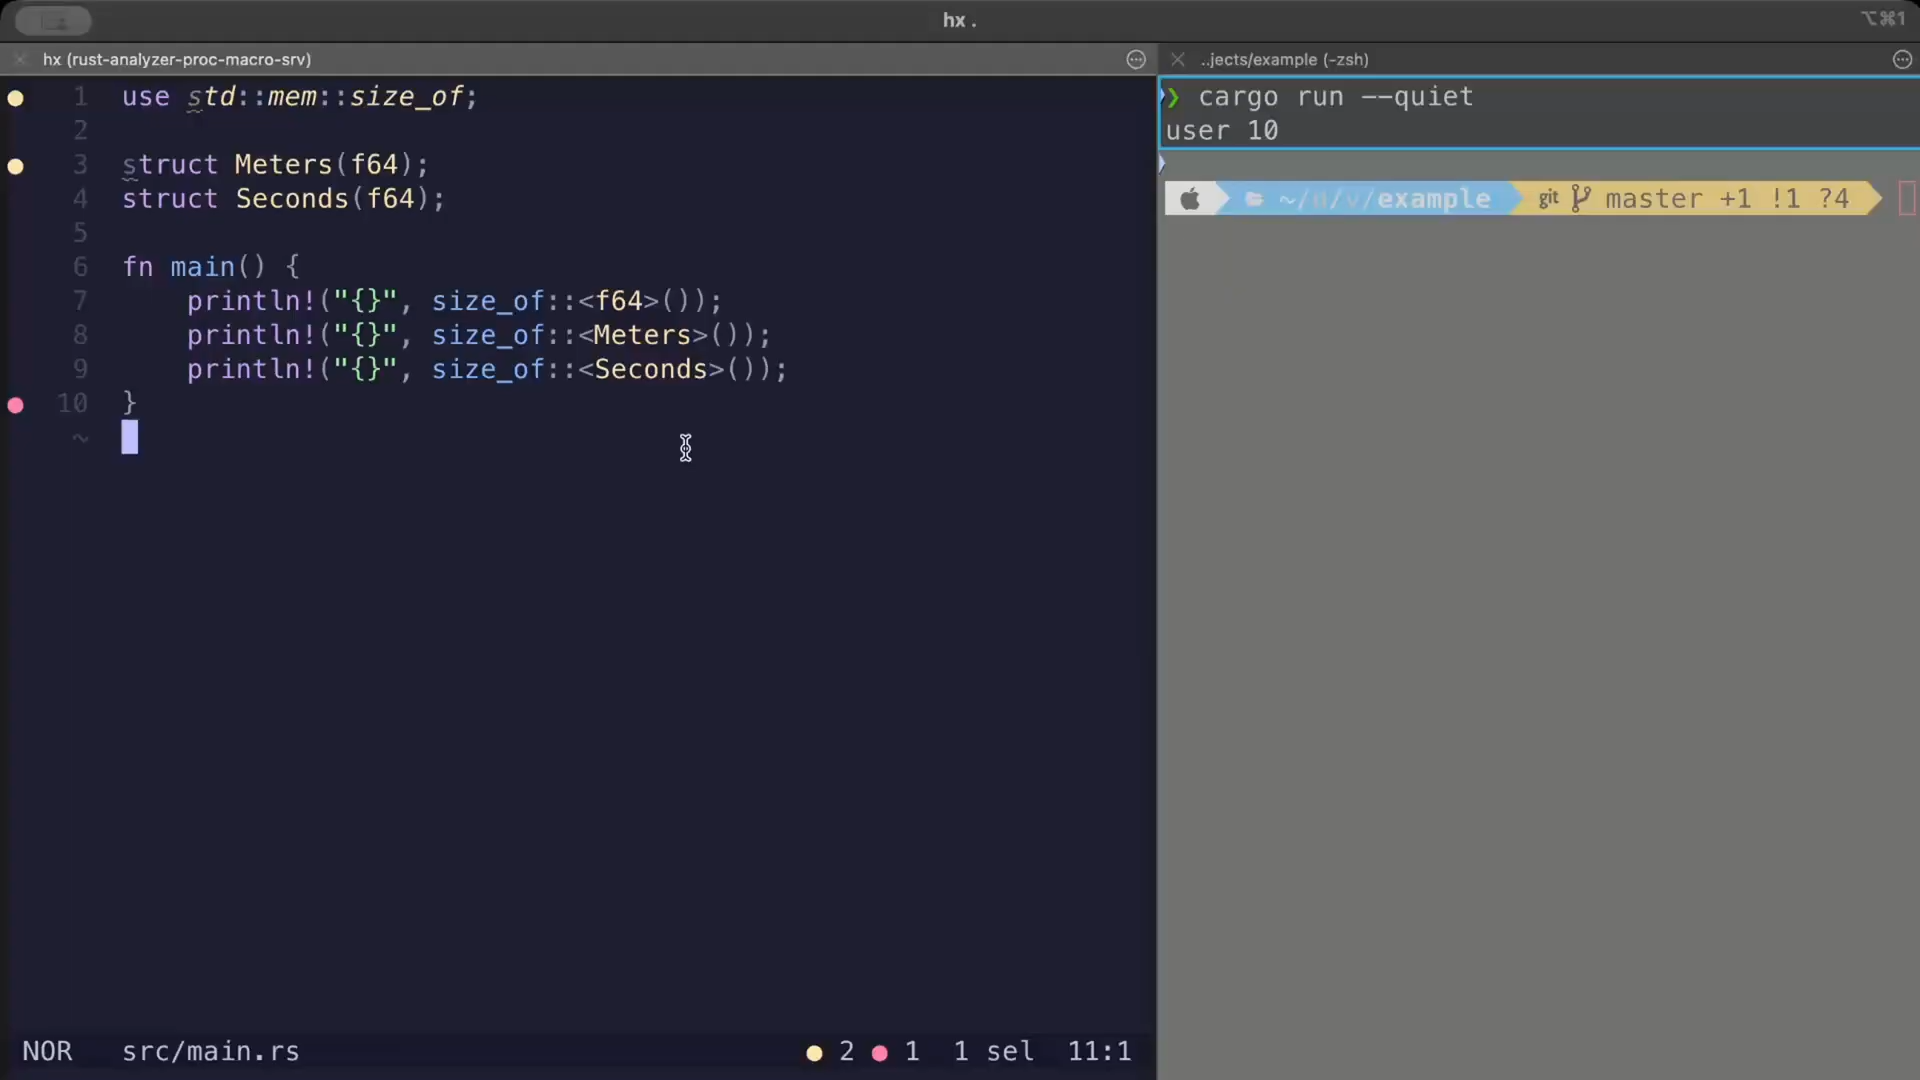 hx .
⌥⌘1
hx (rust-analyzer-proc-macro-srv)
1 use std::mem::size_of;
2
3 struct Meters(f64);
4 struct Seconds(f64);
5
6 fn main() {
7     println!("{}", size_of::<f64>());
8     println!("{}", size_of::<Meters>());
9     println!("{}", size_of::<Seconds>());
10 }
~
NOR   src/main.rs   2   1   1 sel   11:1
..jects/example (-zsh)
❯ cargo run --quiet
user 10
~/d/v/example git master +1 !1 ?4